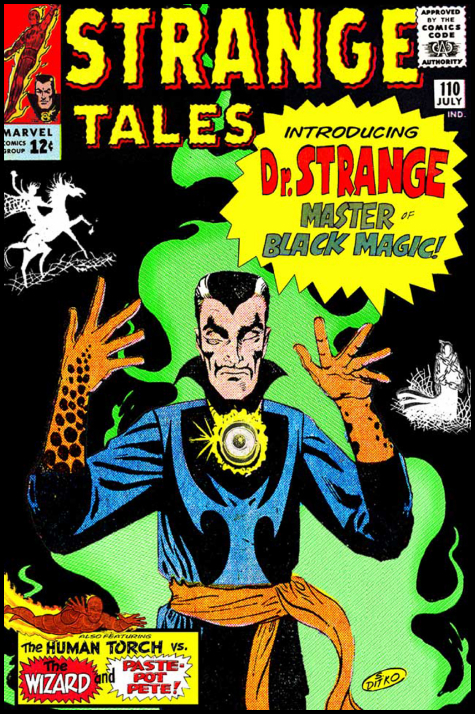 STRANGE
TALES
APPROVED
BY THE
COMICS
CODE
CA
AUTHORITY
110
JULY
IND.
MARVEL
COMICS
GROUP
12¢
INTRODUCING
Dr. STRANGE
MASTER OF
BLACK MAGIC!
ALSO FEATURING
The HUMAN TORCH vs.
The
WIZARD
and
PASTE-
POT
PETE!
S.
DITKO